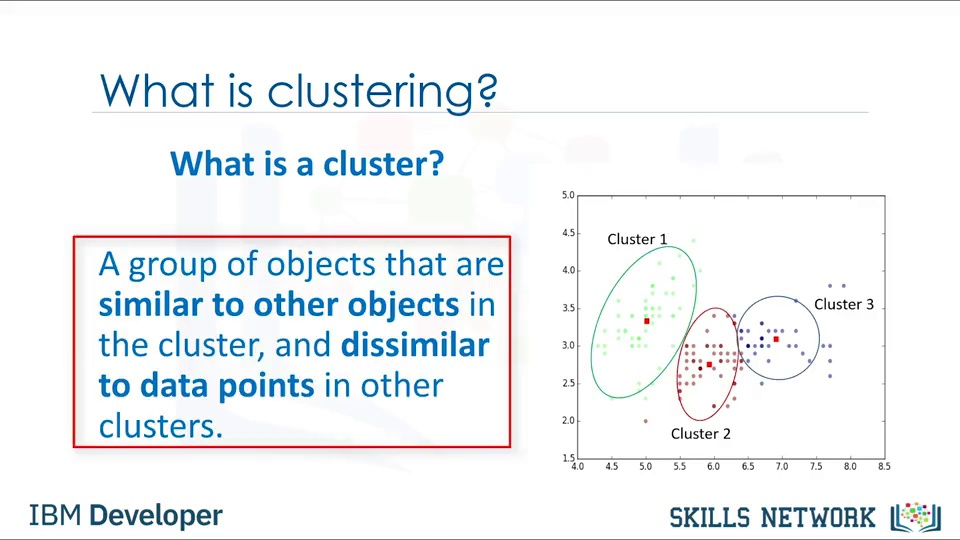 What is clustering?
What is a cluster?
A group of objects that are
similar to other objects in
the cluster, and dissimilar
to data points in other
clusters.
5.0
4.5
4.0
3.5
3.0
2.5
2.0
1.5
Cluster 1
Cluster 3
Cluster 2
4.0 4.5 5.0 5.5 6.0 6.5 7.0 7.5 8.0 8.5
IBM Developer
SKILLS NETWORK